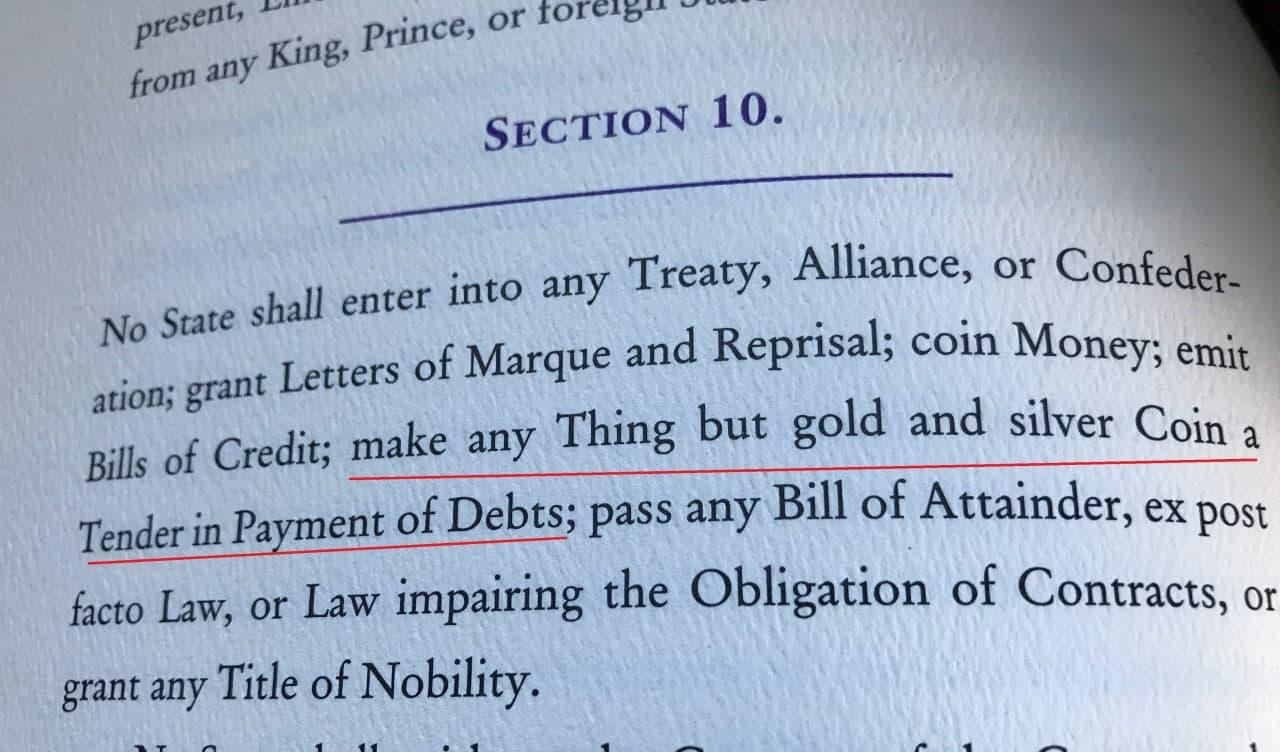 present,
from any King, Prince, or foreign
SECTION 10.
No State shall enter into any Treaty, Alliance, or Confeder-
ation; grant Letters of Marque and Reprisal; coin Money; emit
Bills of Credit; make any Thing but gold and silver Coin a
Tender in Payment of Debts; pass any Bill of Attainder, ex post
facto Law, or Law impairing the Obligation of Contracts, or
grant any Title of Nobility.